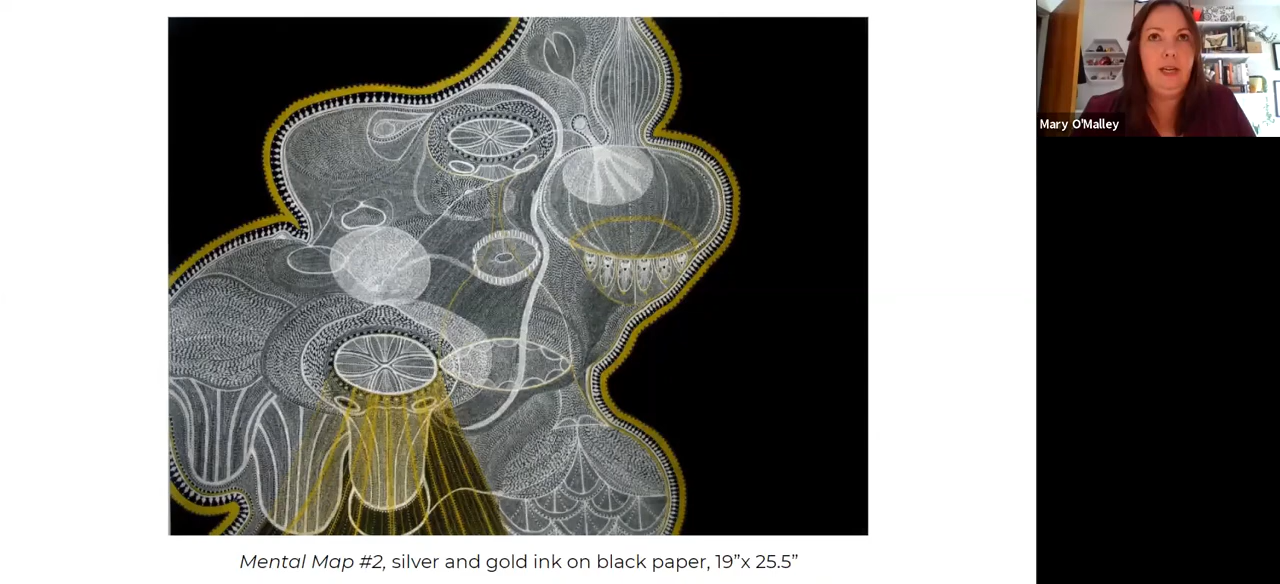 Mary O'Malley
Mental Map #2, silver and gold ink on black paper, 19”x 25.5”